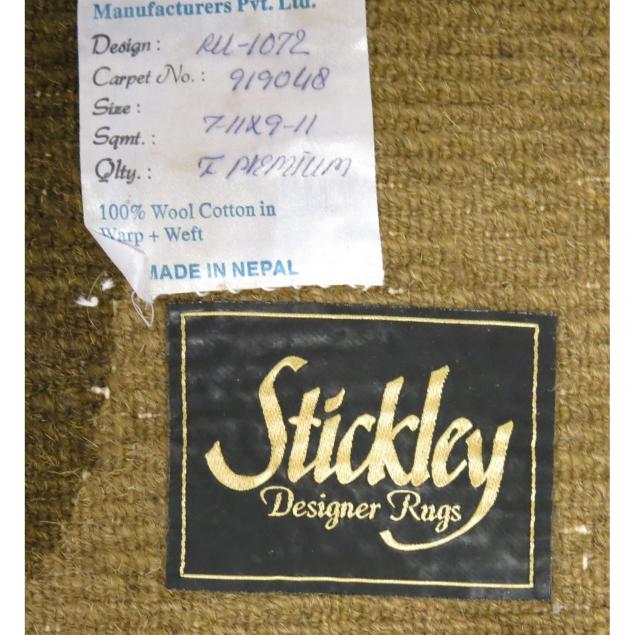 Manufacturers Pvt. Ltd.
Design : RU-1072
Carpet No. : 919048
Size :
Sqmt. : 7-11X9-11
Qlty. : I PREMIUM
100% Wool Cotton in
Warp + Weft
MADE IN NEPAL
Stickley
Designer Rugs